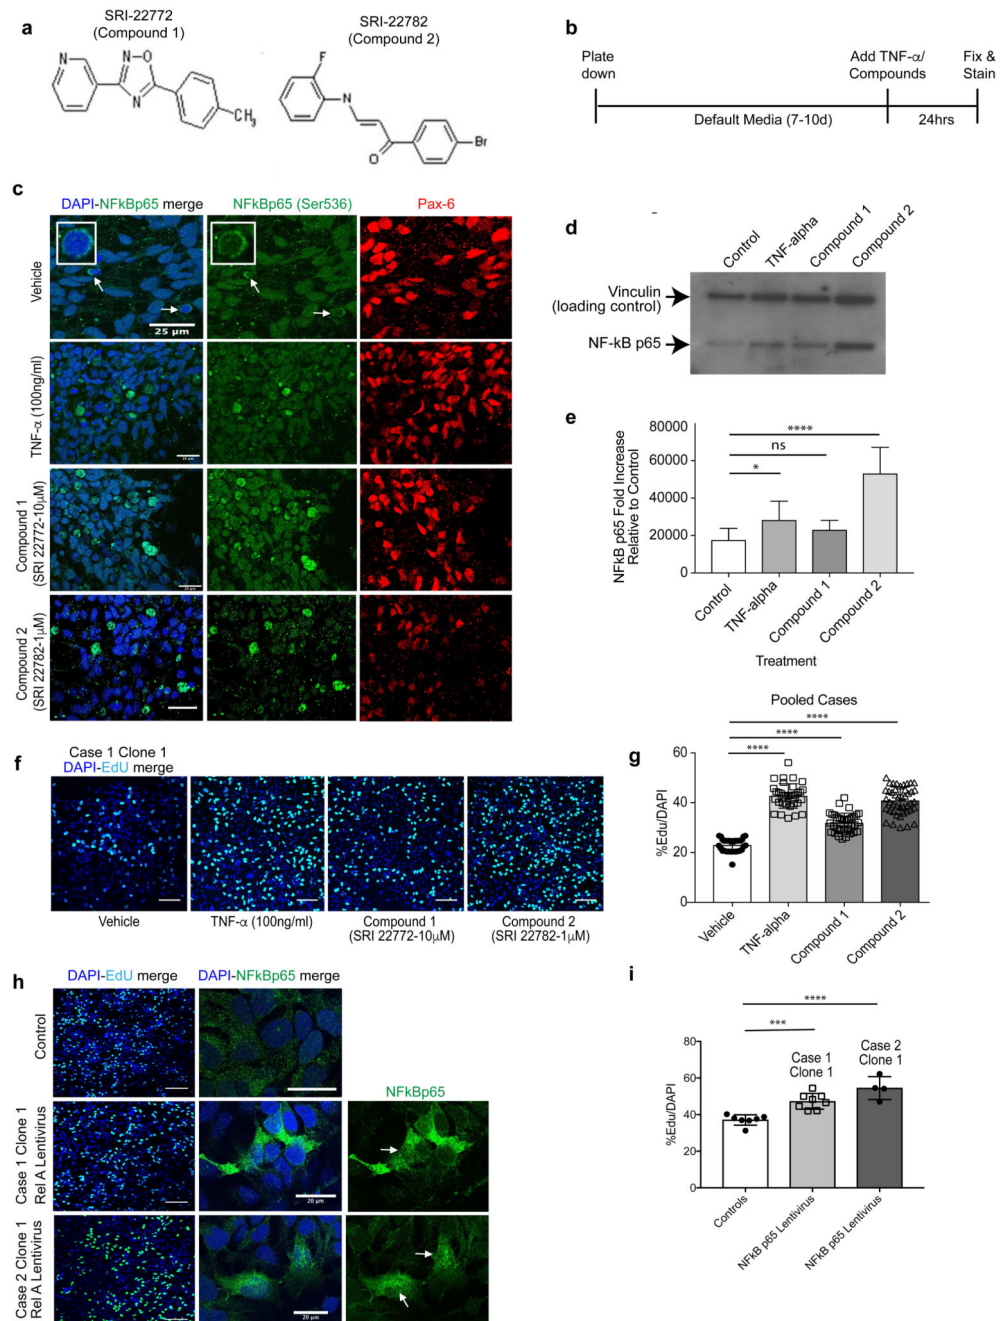 a
SRI-22772
(Compound 1)
N
N
O
N
CH3
SRI-22782
(Compound 2)
F
N
O
Br
b
Plate
down
Add TNF-α/
Compounds
Fix &
Stain
Default Media (7-10d)
24hrs
c
DAPI-NFkBp65 merge
NFkBp65 (Ser536)
Pax-6
Vehicle
25 μm
TNF-α (100ng/ml)
Compound 1
(SRI 22772-10μM)
Compound 2
(SRI 22782-1μM)
d
Control
TNF-alpha
Compound 1
Compound 2
Vinculin
(loading control)
NF-kB p65
e
NFkB p65 Fold Increase
Relative to Control
80000
60000
40000
20000
0
****
ns
*
Control
TNF-alpha
Compound 1
Compound 2
Treatment
f
Case 1 Clone 1
DAPI-EdU merge
Vehicle
TNF-α (100ng/ml)
Compound 1
(SRI 22772-10μM)
Compound 2
(SRI 22782-1μM)
g
Pooled Cases
****
****
****
%Edu/DAPI
60
40
20
0
Vehicle
TNF-alpha
Compound 1
Compound 2
h
DAPI-EdU merge
DAPI-NFkBp65 merge
Control
NFkBp65
Case 1 Clone 1
Rel A Lentivirus
20 μm
Case 2 Clone 1
Rel A Lentivirus
20 μm
i
****
***
%Edu/DAPI
80
60
40
20
0
Case 1
Clone 1
Case 2
Clone 1
Controls
NFkB p65 Lentivirus
NFkB p65 Lentivirus